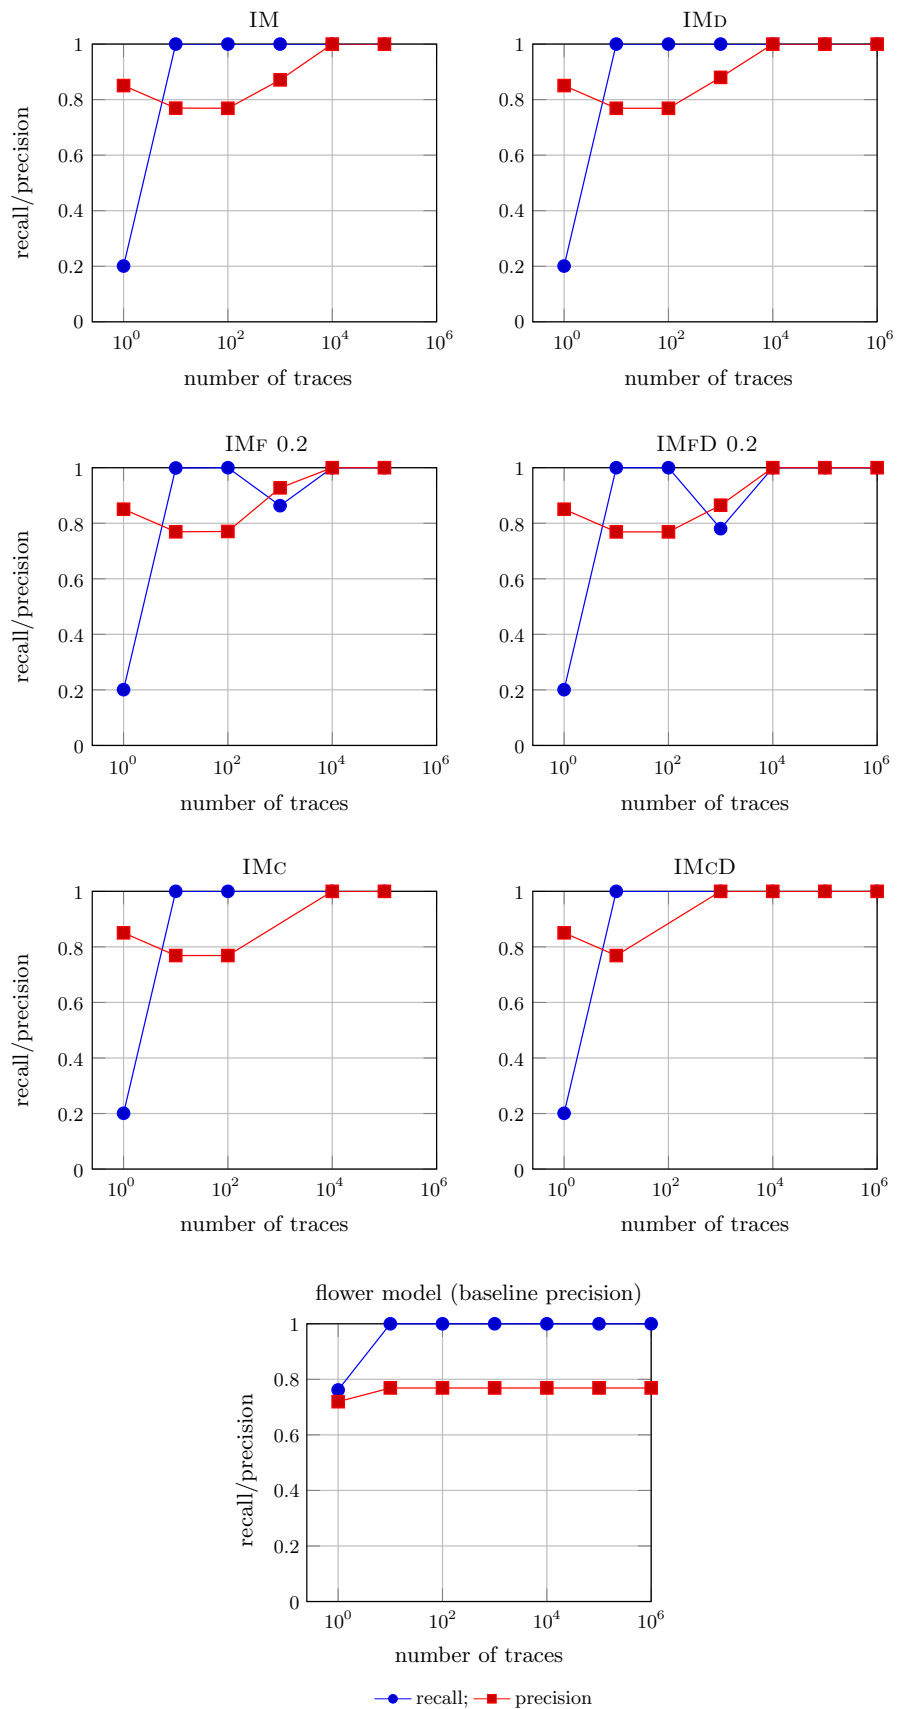 IM
IMD
1
0.8
0.6
0.4
0.2
0
recall/precision
10^0 10^2 10^4 10^6
number of traces
1
0.8
0.6
0.4
0.2
0
10^0 10^2 10^4 10^6
number of traces
IMF 0.2
IMFD 0.2
1
0.8
0.6
0.4
0.2
0
recall/precision
10^0 10^2 10^4 10^6
number of traces
1
0.8
0.6
0.4
0.2
0
10^0 10^2 10^4 10^6
number of traces
IMC
IMCD
1
0.8
0.6
0.4
0.2
0
recall/precision
10^0 10^2 10^4 10^6
number of traces
1
0.8
0.6
0.4
0.2
0
10^0 10^2 10^4 10^6
number of traces
flower model (baseline precision)
1
0.8
0.6
0.4
0.2
0
recall/precision
10^0 10^2 10^4 10^6
number of traces
recall; precision